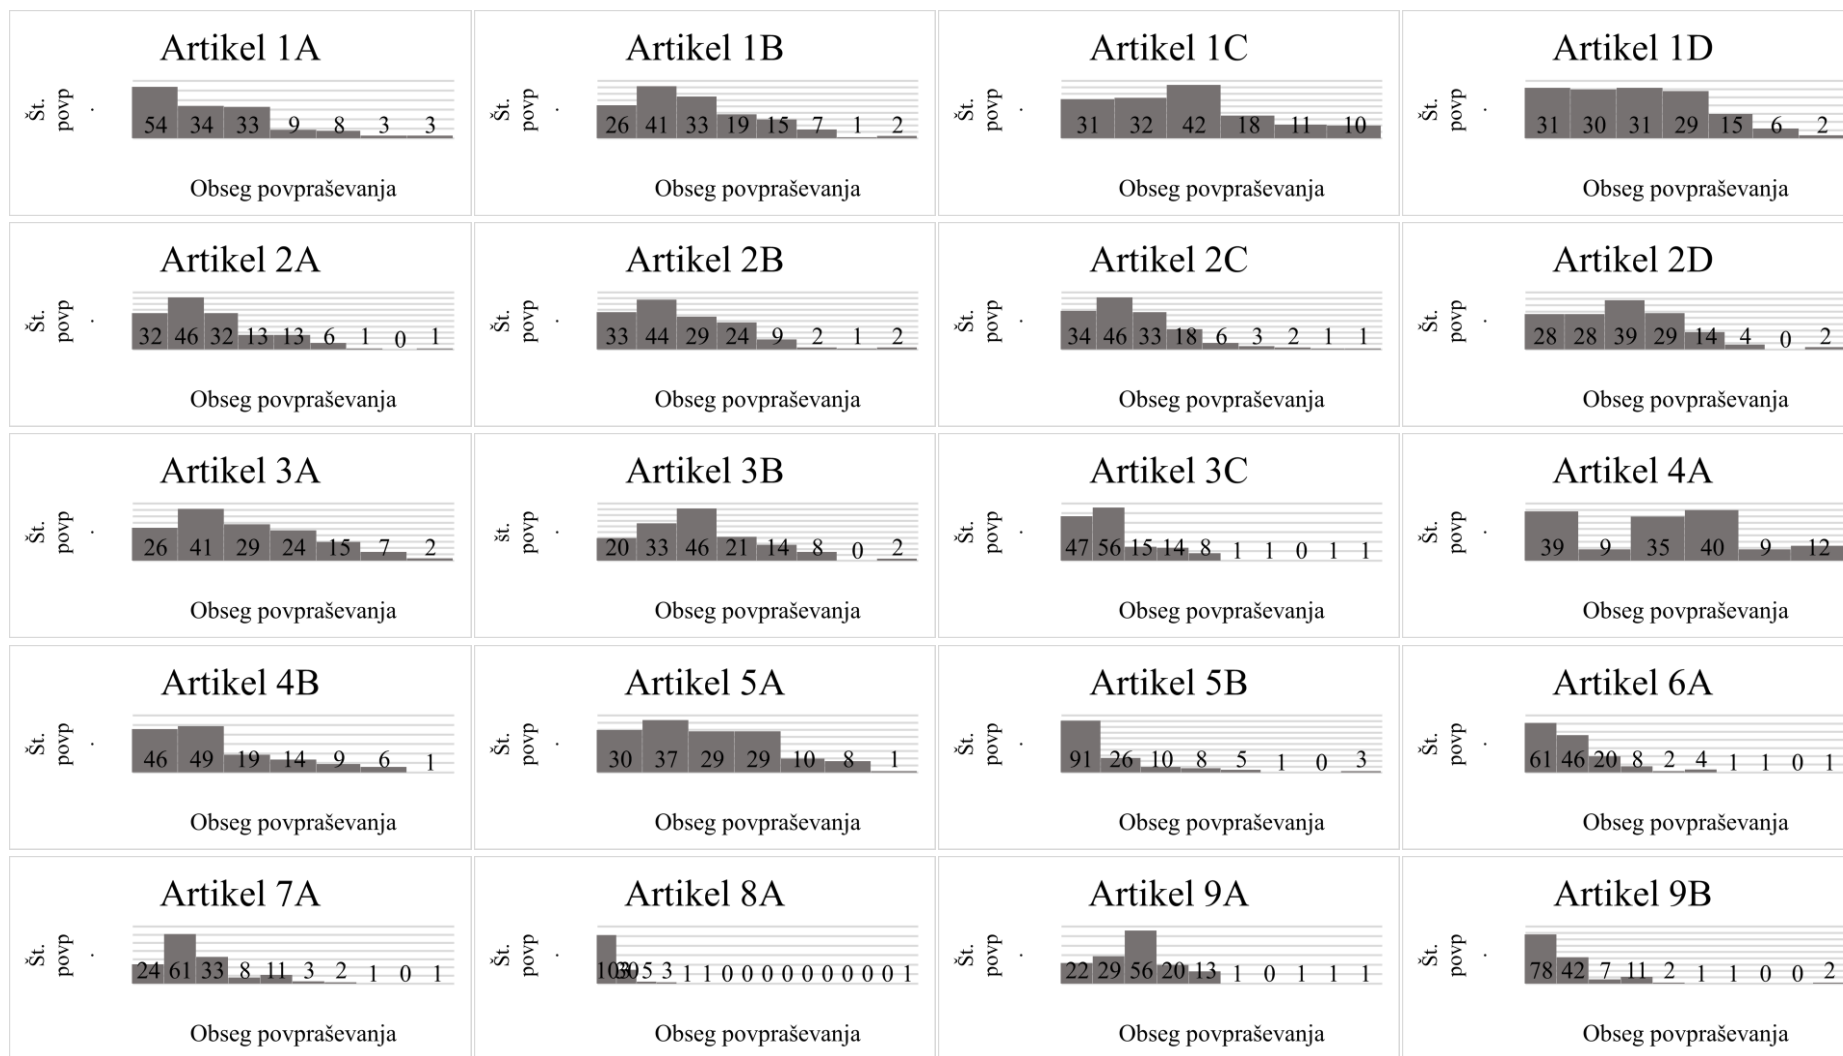 Artikel 1A
Št. povp.
54 34 33 9 8 3 3
Obseg povpraševanja
Artikel 1B
Št. povp.
26 41 33 19 15 7 1 2
Obseg povpraševanja
Artikel 1C
Št. povp.
31 32 42 18 11 10
Obseg povpraševanja
Artikel 1D
Št. povp.
31 30 31 29 15 6 2
Obseg povpraševanja
Artikel 2A
Št. povp.
32 46 32 13 13 6 1 0 1
Obseg povpraševanja
Artikel 2B
Št. povp.
33 44 29 24 9 2 1 2
Obseg povpraševanja
Artikel 2C
Št. povp.
34 46 33 18 6 3 2 1 1
Obseg povpraševanja
Artikel 2D
Št. povp.
28 28 39 29 14 4 0 2
Obseg povpraševanja
Artikel 3A
Št. povp.
26 41 29 24 15 7 2
Obseg povpraševanja
Artikel 3B
št. povp.
20 33 46 21 14 8 0 2
Obseg povpraševanja
Artikel 3C
Št. povp.
47 56 15 14 8 1 1 0 1 1
Obseg povpraševanja
Artikel 4A
Št. povp.
39 9 35 40 9 12
Obseg povpraševanja
Artikel 4B
Št. povp.
46 49 19 14 9 6 1
Obseg povpraševanja
Artikel 5A
Št. povp.
30 37 29 29 10 8 1
Obseg povpraševanja
Artikel 5B
Št. povp.
91 26 10 8 5 1 0 3
Obseg povpraševanja
Artikel 6A
Št. povp.
61 46 20 8 2 4 1 1 0 1
Obseg povpraševanja
Artikel 7A
Št. povp.
24 61 33 8 11 3 2 1 0 1
Obseg povpraševanja
Artikel 8A
Št. povp.
5 3 1 1 0 0 0 0 0 0 0 0 0 1
Obseg povpraševanja
Artikel 9A
Št. povp.
22 29 56 20 13 1 0 1 1 1
Obseg povpraševanja
Artikel 9B
Št. povp.
78 42 7 11 2 1 1 0 0 2
Obseg povpraševanja